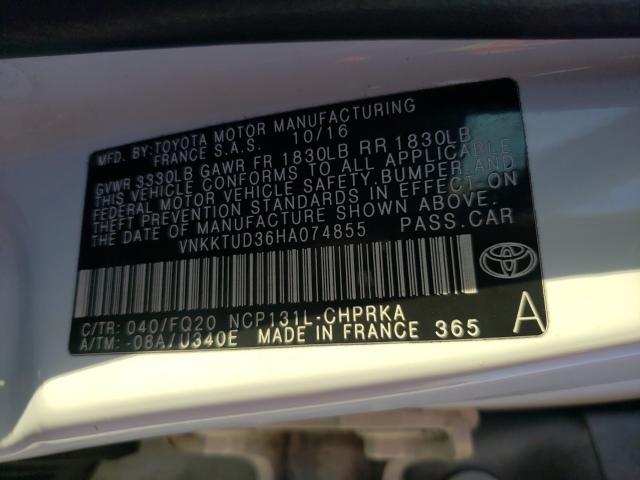 MFD. BY:TOYOTA MOTOR MANUFACTURING
FRANCE S.A.S. 10/16
GVWR 3330LB GAWR FR 1830LB RR 1830LB
THIS VEHICLE CONFORMS TO ALL APPLICABLE
FEDERAL MOTOR VEHICLE SAFETY,BUMPER AND
THEFT PREVENTION STANDARDS IN EFFECT ON
THE DATE OF MANUFACTURE SHOWN ABOVE.
VNKKTUD36HA074855 PASS.CAR
C/TR: 040/FQ20 NCP131L-CHPRKA
A/TM: -08A/U340E MADE IN FRANCE 365 A